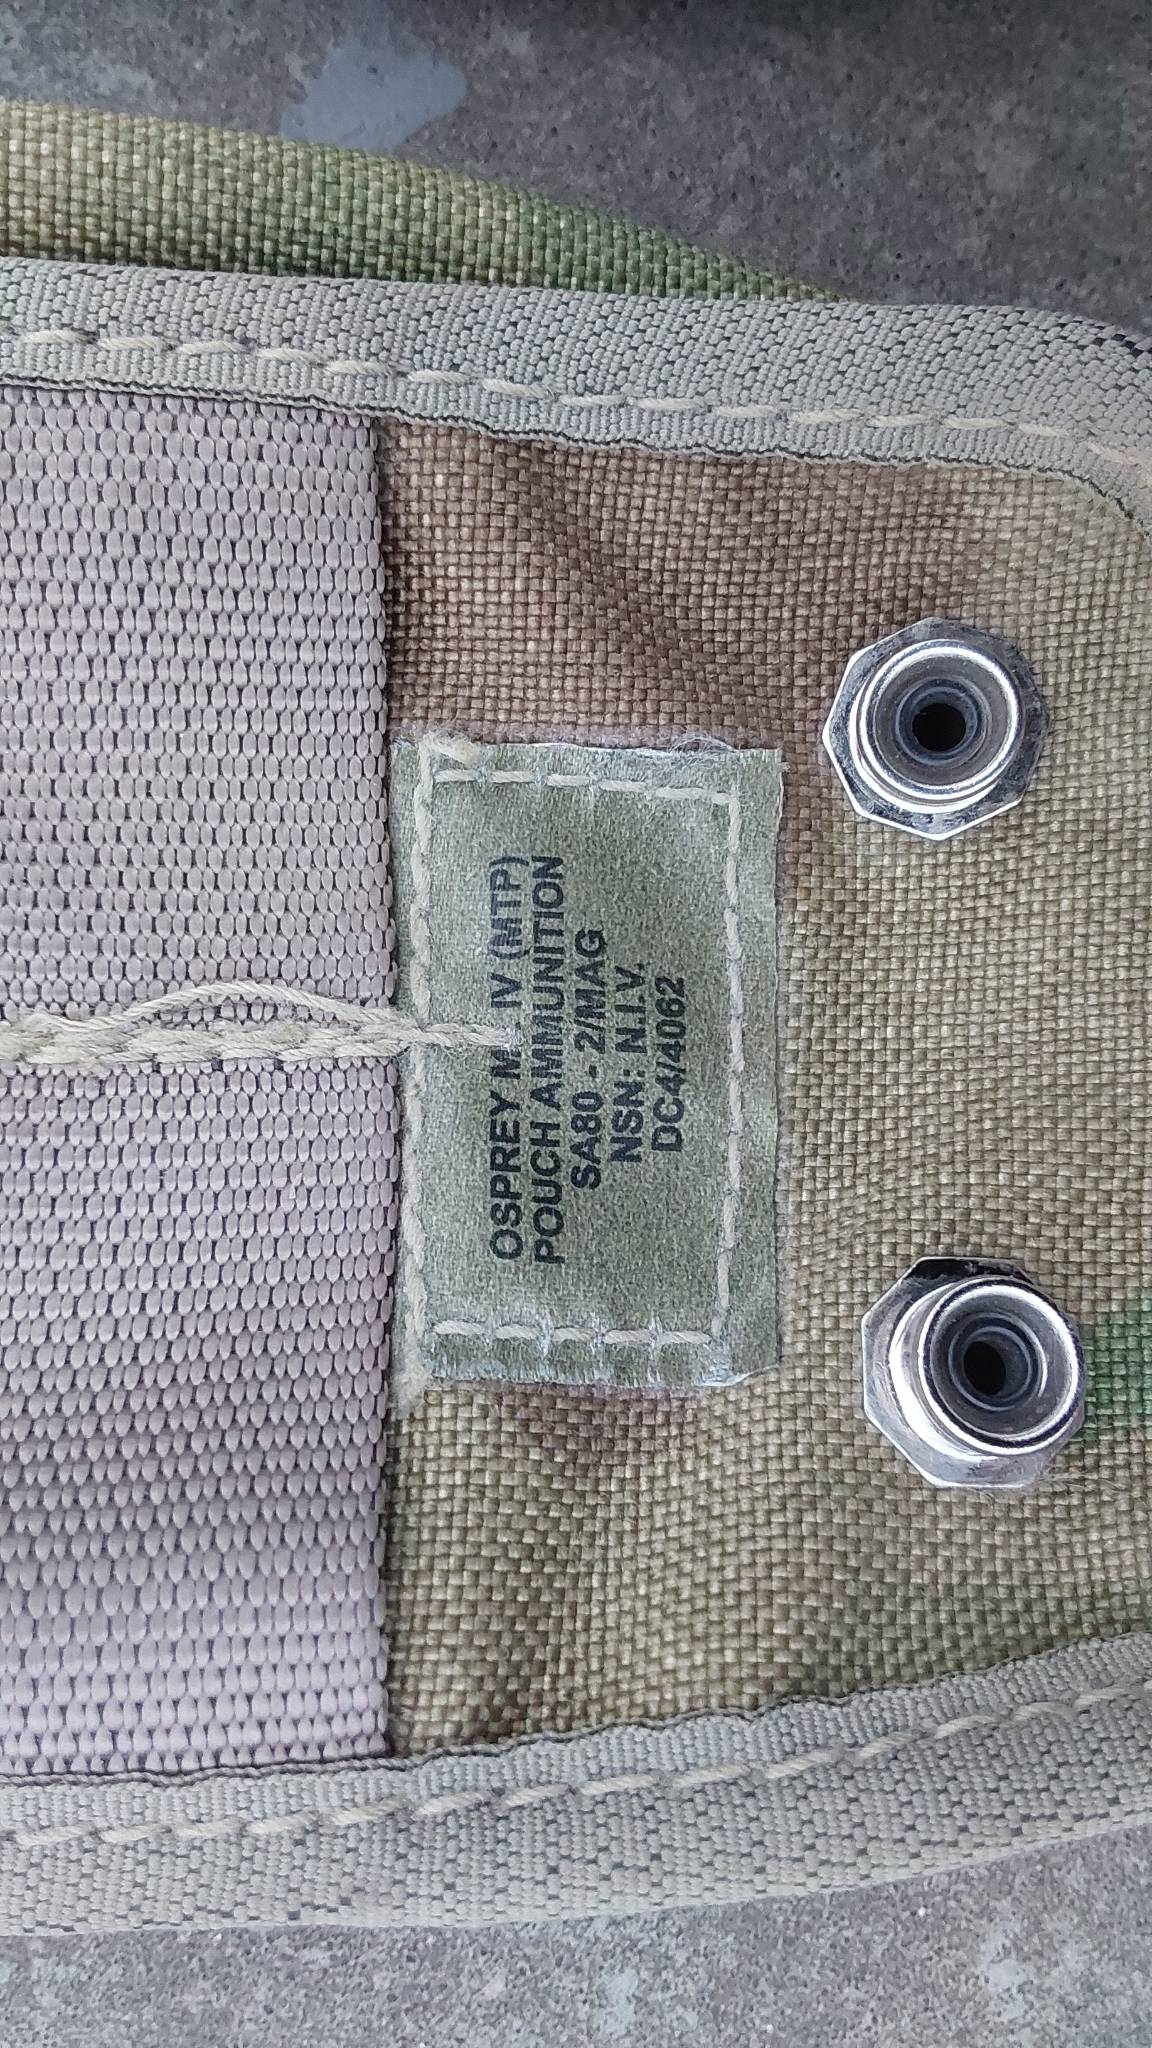 OSPREY IV (MTP)
POUCH AMMUNITION
SA80 - 2/MAG
NSN: N.I.V.
DC4/4062